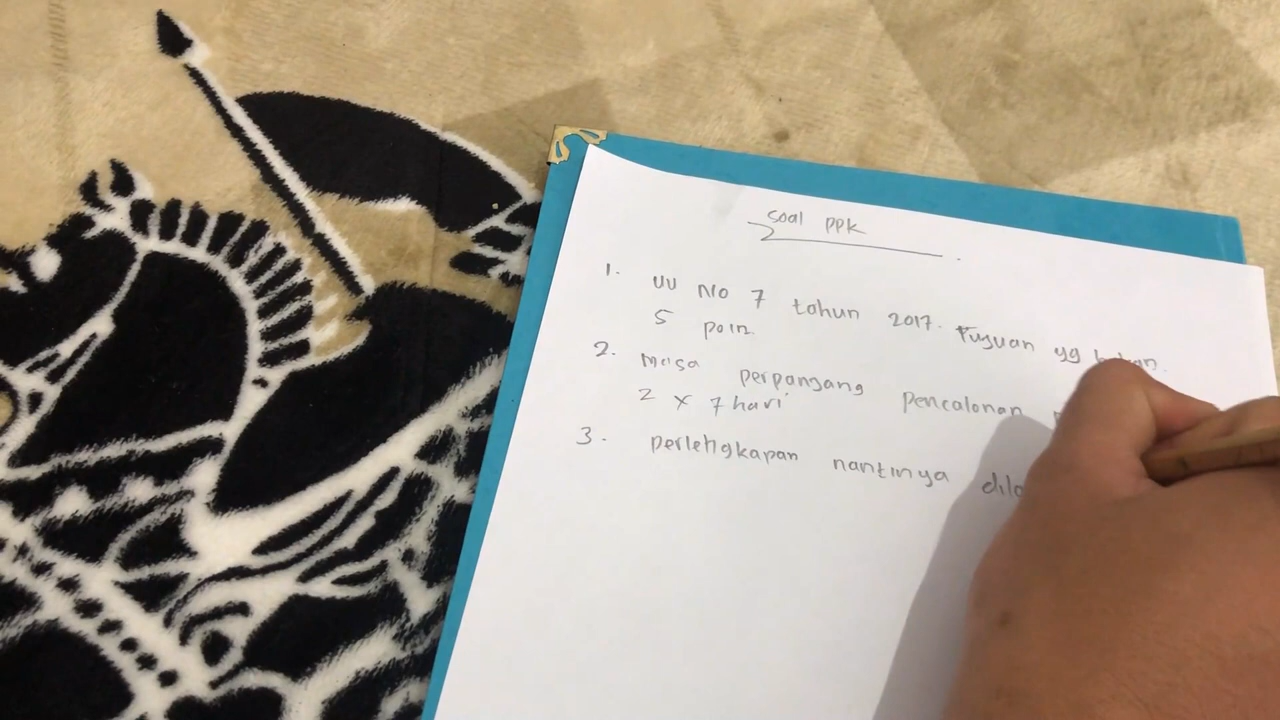 soal ppk
1. UU No 7 tahun 2017. Tujuan yg
5 poin.
2. Masa perpanjang pencalonan
2 x 7 hari
3. perlengkapan nantinya